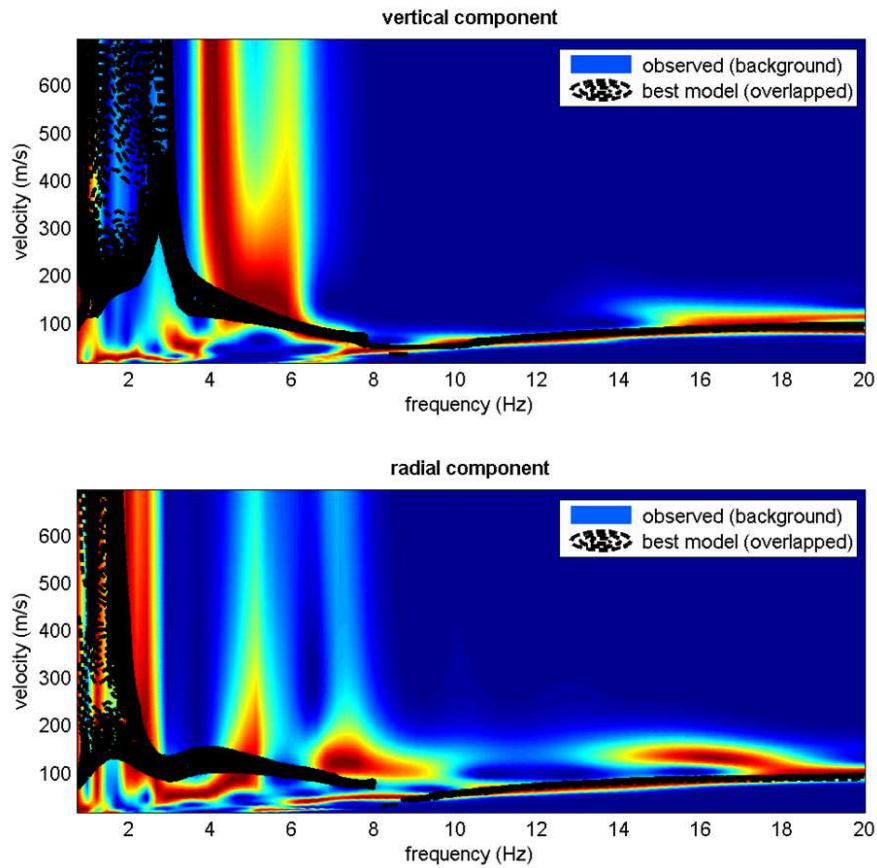 vertical component
observed (background)
best model (overlapped)
velocity (m/s)
600
500
400
300
200
100
2 4 6 8 10 12 14 16 18 20
frequency (Hz)
radial component
observed (background)
best model (overlapped)
velocity (m/s)
600
500
400
300
200
100
2 4 6 8 10 12 14 16 18 20
frequency (Hz)